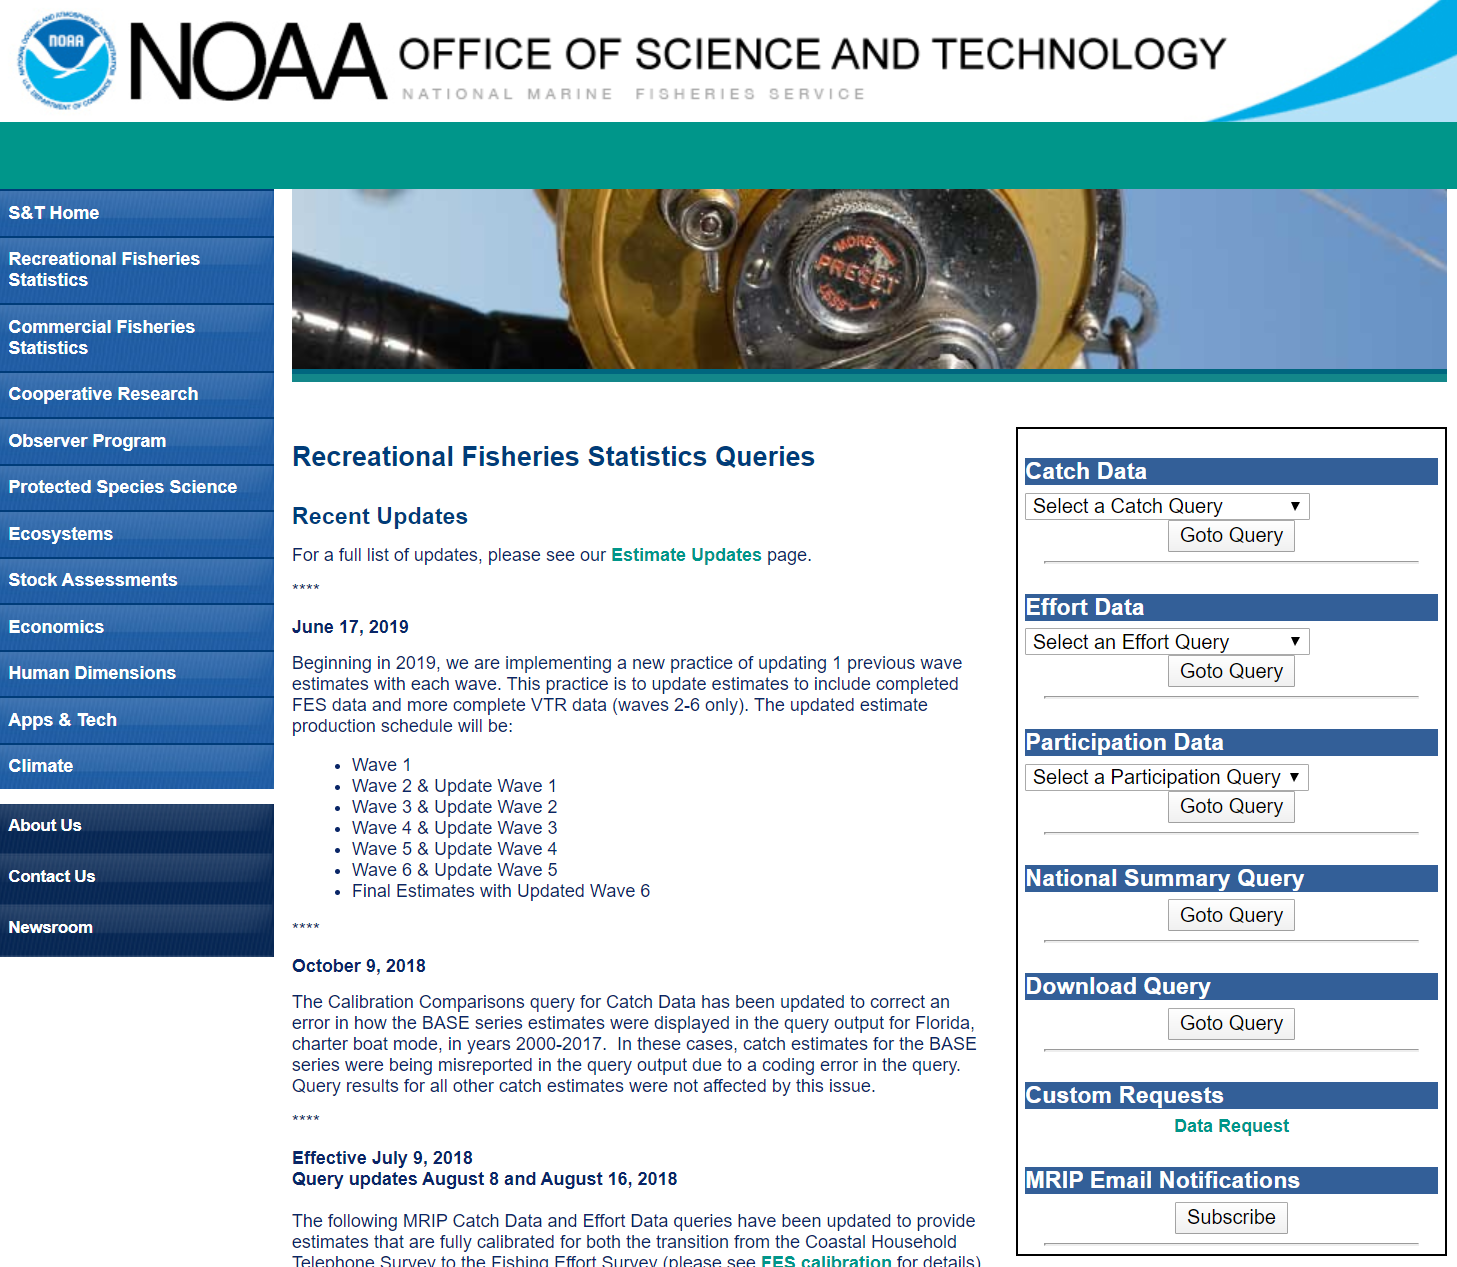 NOAA
NOAA OFFICE OF SCIENCE AND TECHNOLOGY
NATIONAL MARINE FISHERIES SERVICE
S&T Home
Recreational Fisheries
Statistics
Commercial Fisheries
Statistics
Cooperative Research
Observer Program
Protected Species Science
Ecosystems
Stock Assessments
Economics
Human Dimensions
Apps & Tech
Climate
About Us
Contact Us
Newsroom
MORE
PRESET
LESS
Recreational Fisheries Statistics Queries
Recent Updates
For a full list of updates, please see our Estimate Updates page.
****
June 17, 2019
Beginning in 2019, we are implementing a new practice of updating 1 previous wave
estimates with each wave. This practice is to update estimates to include completed
FES data and more complete VTR data (waves 2-6 only). The updated estimate
production schedule will be:
• Wave 1
• Wave 2 & Update Wave 1
• Wave 3 & Update Wave 2
• Wave 4 & Update Wave 3
• Wave 5 & Update Wave 4
• Wave 6 & Update Wave 5
• Final Estimates with Updated Wave 6
****
October 9, 2018
The Calibration Comparisons query for Catch Data has been updated to correct an
error in how the BASE series estimates were displayed in the query output for Florida,
charter boat mode, in years 2000-2017.  In these cases, catch estimates for the BASE
series were being misreported in the query output due to a coding error in the query.
Query results for all other catch estimates were not affected by this issue.
****
Effective July 9, 2018
Query updates August 8 and August 16, 2018
The following MRIP Catch Data and Effort Data queries have been updated to provide
estimates that are fully calibrated for both the transition from the Coastal Household
Telephone Survey to the Fishing Effort Survey (please see FES calibration for details)
Catch Data
Select a Catch Query
Goto Query
Effort Data
Select an Effort Query
Goto Query
Participation Data
Select a Participation Query
Goto Query
National Summary Query
Goto Query
Download Query
Goto Query
Custom Requests
Data Request
MRIP Email Notifications
Subscribe